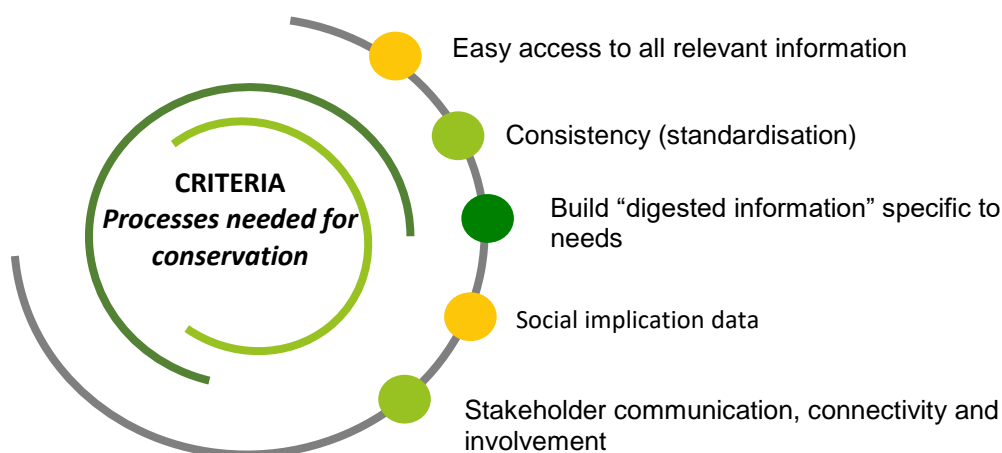 Easy access to all relevant information
Consistency (standardisation)
CRITERIA
Processes needed for
conservation
Build “digested information” specific to
needs
Social implication data
Stakeholder communication, connectivity and
involvement